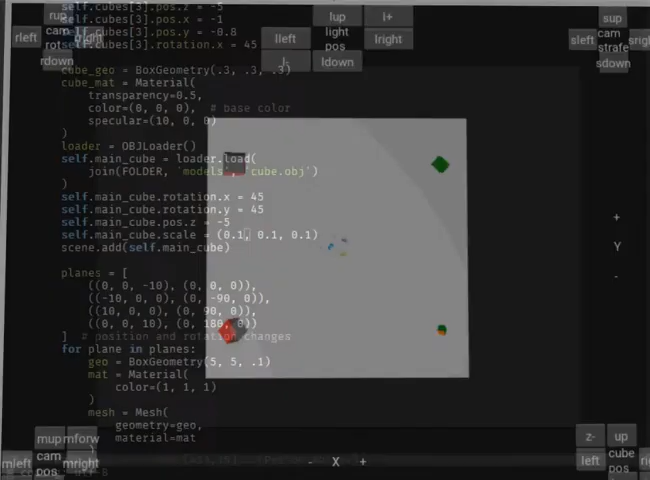 self.cubes[3].pos.z = -5
self.cubes[3].pos.x = -1
self.cubes[3].pos.y = -0.8
self.cubes[3].rotation.x = 45
cube_geo = BoxGeometry(.3, .3, .3)
cube_mat = Material(
transparency=0.5,
color=(0, 0, 0), # base color
specular=(10, 0, 0)
)
loader = OBJLoader()
self.main_cube = loader.load(
join(FOLDER, 'models', 'cube.obj')
)
self.main_cube.rotation.x = 45
self.main_cube.rotation.y = 45
self.main_cube.pos.z = -5
self.main_cube.scale = (0.1, 0.1, 0.1)
scene.add(self.main_cube)
planes = [
((0, 0, -10), (0, 0, 0)),
((-10, 0, 0), (0, -90, 0)),
((10, 0, 0), (0, 90, 0)),
((0, 0, 10), (0, 180, 0))
] # position and rotation changes
for plane in planes:
geo = BoxGeometry(5, 5, .1)
mat = Material(
color=(1, 1, 1)
)
mesh = Mesh(
geometry=geo,
material=mat
rup
rleft
cam
rot
rright
rdown
lup
l+
lleft
light
pos
lright
l-
ldown
sup
sleft
cam
strafe
sdown
+
Y
-
mup
mforw
mleft
cam
pos
mright
- X +
z-
up
left
cube
pos